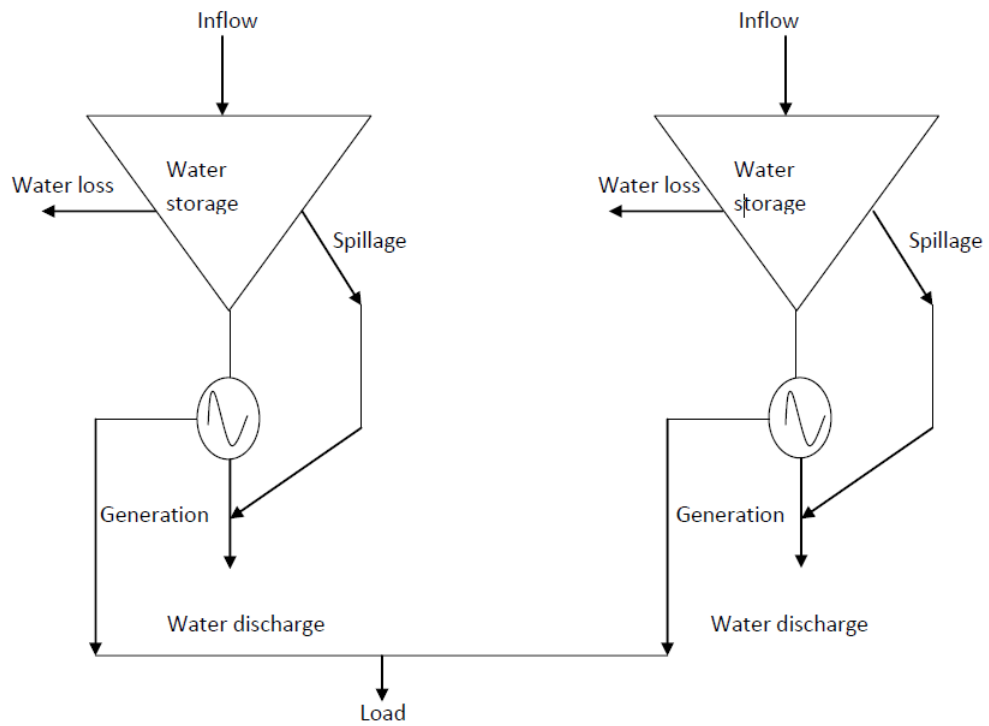 Inflow
Inflow
Water
storage
Water loss
Spillage
Water
storage
Water loss
Spillage
Generation
Generation
Water discharge
Water discharge
Load